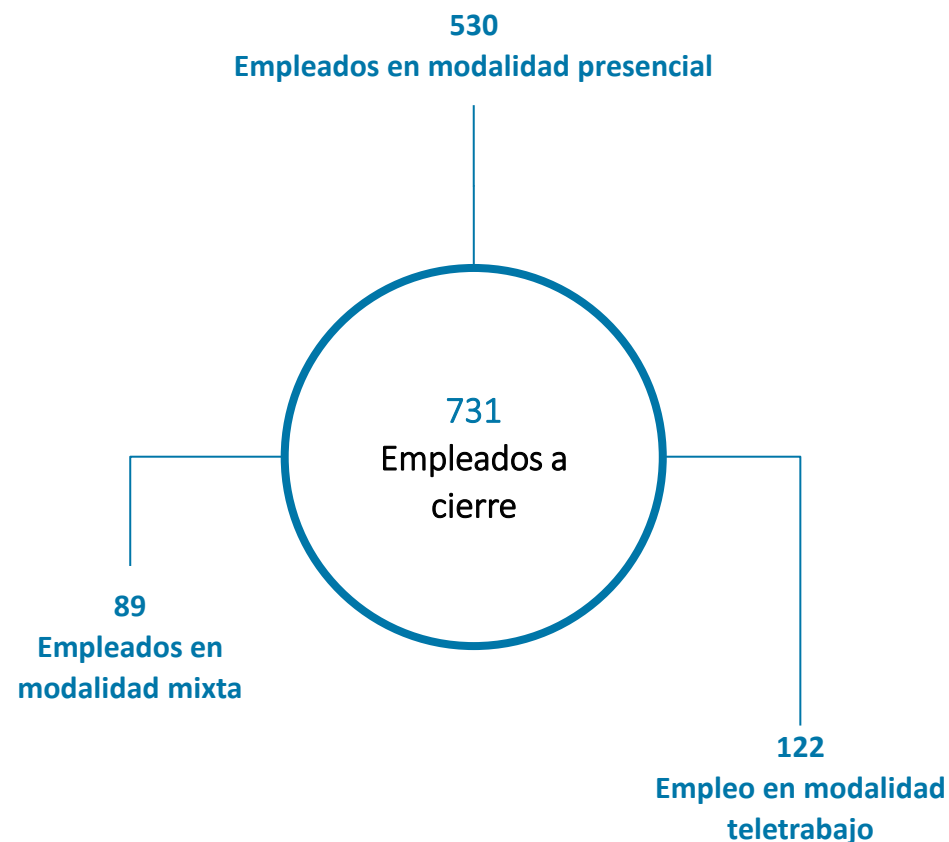 530
Empleados en modalidad presencial
731
Empleados a
cierre
89
Empleados en
modalidad mixta
122
Empleo en modalidad
teletrabajo